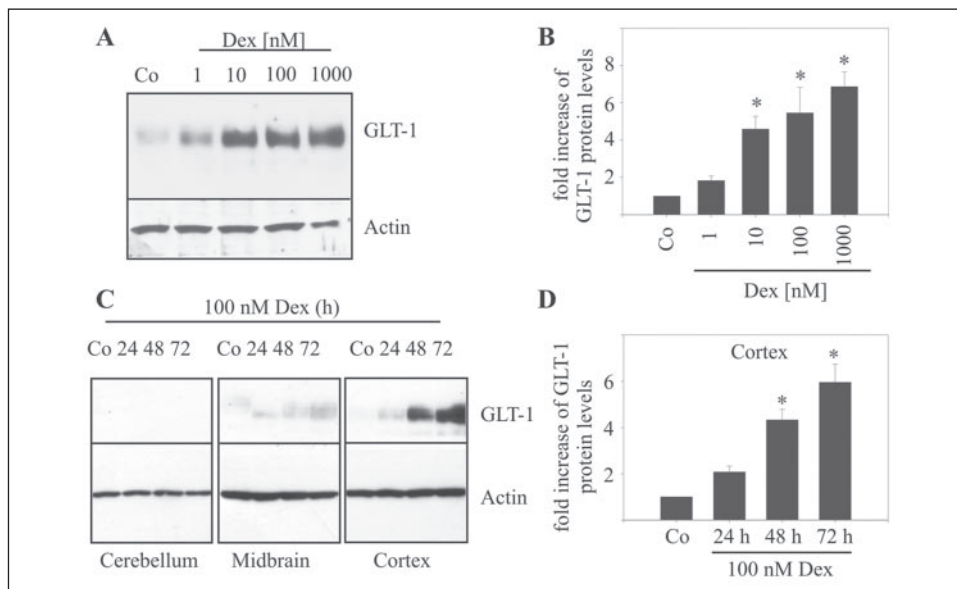 A
Dex [nM]
Co 1 10 100 1000
GLT-1
Actin
B
fold increase of
GLT-1 protein levels
8
6
4
2
* * *
Co 1 10 100 1000
Dex [nM]
C
100 nM Dex (h)
Co 24 48 72 Co 24 48 72 Co 24 48 72
GLT-1
Actin
Cerebellum Midbrain Cortex
D
Cortex
fold increase of GLT-1
protein levels
6
4
2
* *
Co 24 h 48 h 72 h
100 nM Dex